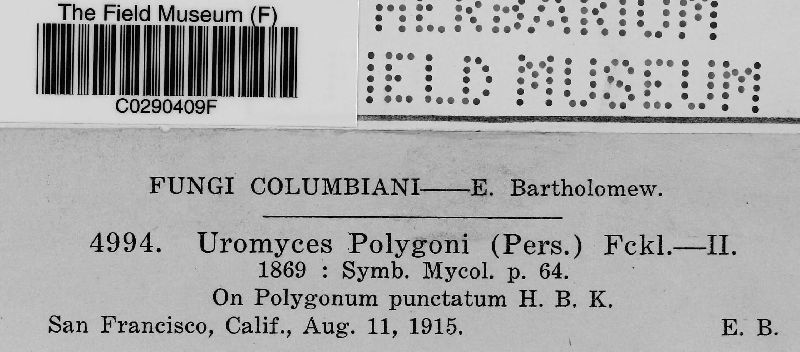 The Field Museum (F)
C0290409F
HERBARIUM
IELD MUSEUM
FUNGI COLUMBIANI——E. Bartholomew.
4994. Uromyces Polygoni (Pers.) Fckl.—II.
1869 : Symb. Mycol. p. 64.
On Polygonum punctatum H. B. K.
San Francisco, Calif., Aug. 11, 1915. E. B.